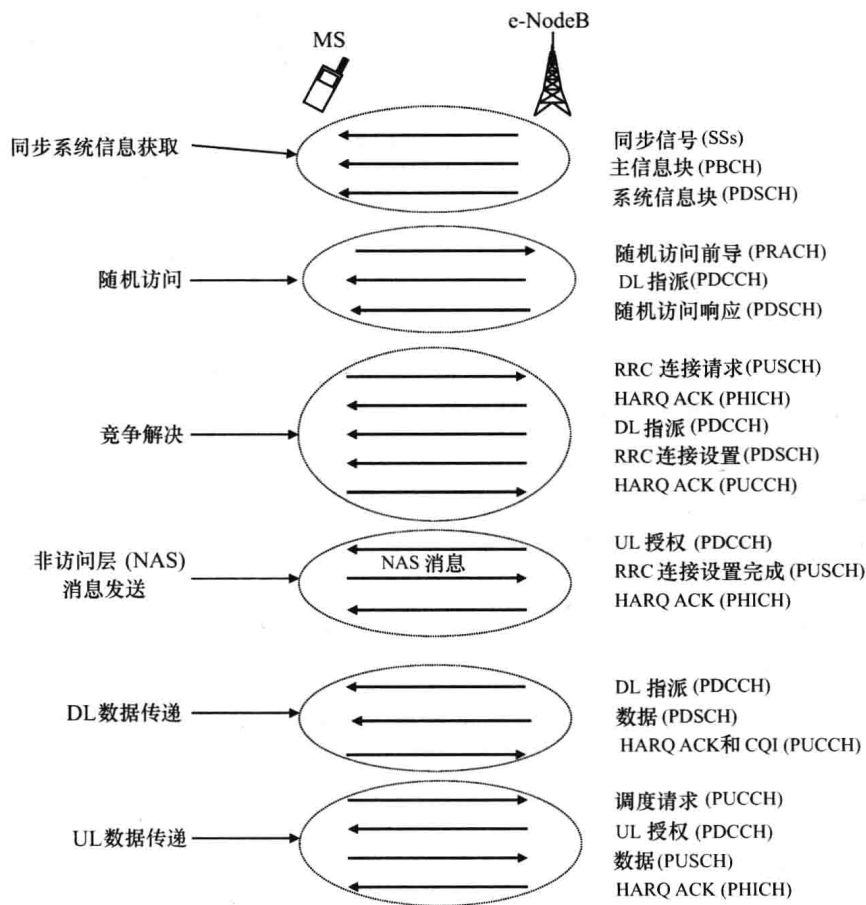 e-NodeB
MS
同步系统信息获取
同步信号(SSs)
主信息块(PBCH)
系统信息块(PDSCH)
随机访问
随机访问前导(PRACH)
DL 指派(PDCCH)
随机访问响应(PDSCH)
竞争解决
RRC 连接请求(PUSCH)
HARQ ACK (PHICH)
DL 指派(PDCCH)
RRC 连接设置(PDSCH)
HARQ ACK (PUCCH)
非访问层 (NAS)
消息发送
NAS 消息
UL 授权(PDCCH)
RRC 连接设置完成(PUSCH)
HARQ ACK (PHICH)
DL 数据传递
DL 指派(PDCCH)
数据(PDSCH)
HARQ ACK和 CQI (PUCCH)
UL 数据传递
调度请求(PUCCH)
UL 授权(PDCCH)
数据(PUSCH)
HARQ ACK (PHICH)